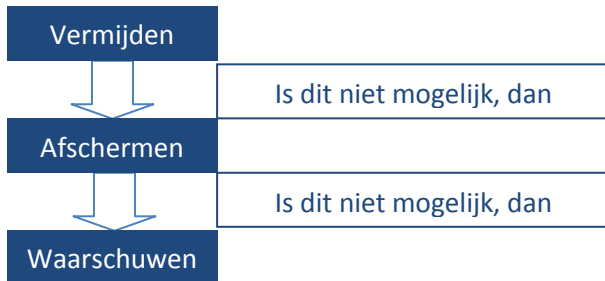 Vermijden
Is dit niet mogelijk, dan
Afschermen
Is dit niet mogelijk, dan
Waarschuwen